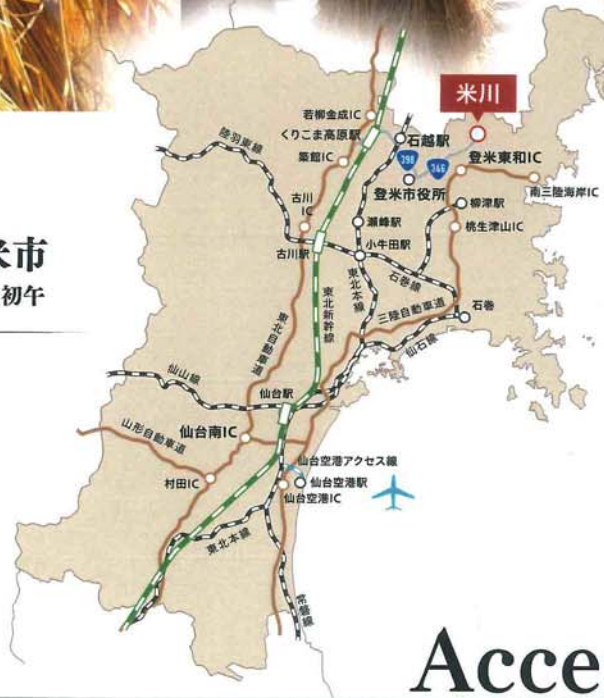 米川
若柳金成IC
くりこま高原駅
石越駅
陸羽東線
築館IC
398
346
登米東和IC
登米市役所
南三陸海岸IC
古川
IC
柳津駅
瀬峰駅
桃生津山IC
古川駅
小牛田駅
米市
初午
石巻線
東北本線
東北新幹線
三陸自動車道
石巻
東北自動車道
仙石線
仙山線
仙台駅
山形自動車道
仙台南IC
仙台空港アクセス線
村田IC
仙台空港駅
仙台空港IC
東北本線
常磐線
Acce